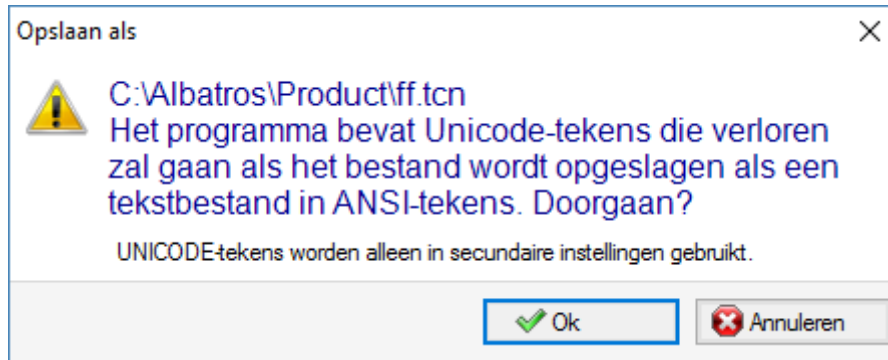 Opslaan als
C:\Albatros\Product\ff.tcn
Het programma bevat Unicode-tekens die verloren
zal gaan als het bestand wordt opgeslagen als een
tekstbestand in ANSI-tekens. Doorgaan?
UNICODE-tekens worden alleen in secundaire instellingen gebruikt.
Ok
Annuleren